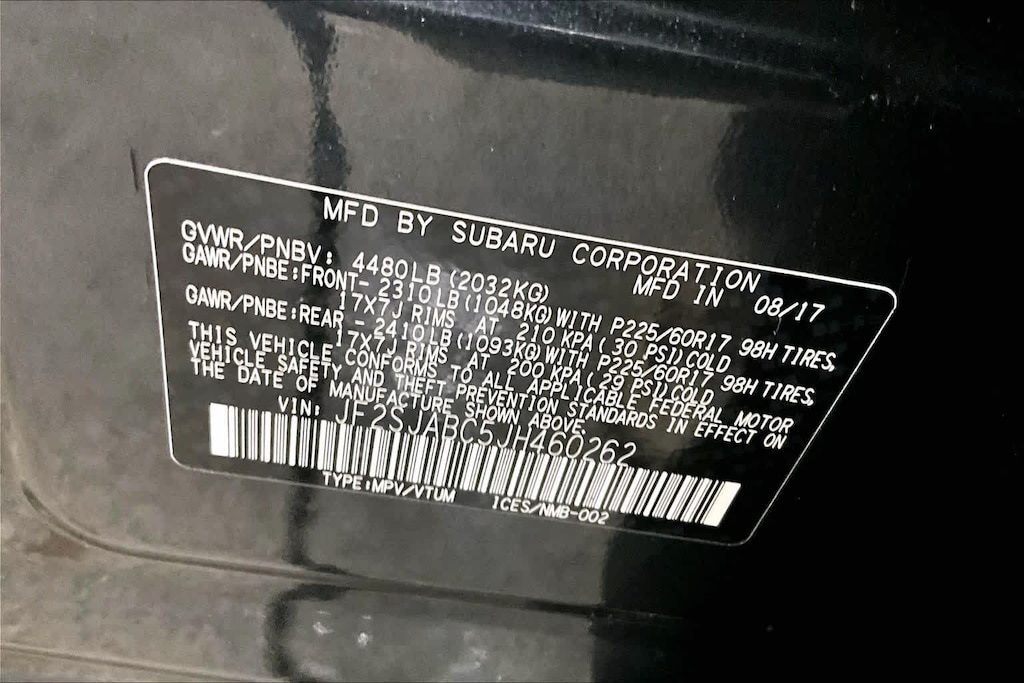 MFD BY SUBARU CORPORATION
GVWR/PNBV: 4480LB(2032KG) MFD IN 08/17
GAWR/PNBE:FRONT- 2310LB(1048KG)WITH P225/60R17 98H TIRES,
17X7J RIMS AT 210 KPA(30 PSI)COLD
GAWR/PNBE:REAR - 2410LB(1093KG)WITH P225/60R17 98H TIRES,
17X7J RIMS AT 200 KPA(29 PSI)COLD
THIS VEHICLE CONFORMS TO ALL APPLICABLE FEDERAL MOTOR
VEHICLE SAFETY AND THEFT PREVENTION STANDARDS IN EFFECT ON
THE DATE OF MANUFACTURE SHOWN ABOVE.
VIN: JF2SJABC5JH460262
TYPE:MPV/VTUM ICES/NMB-002